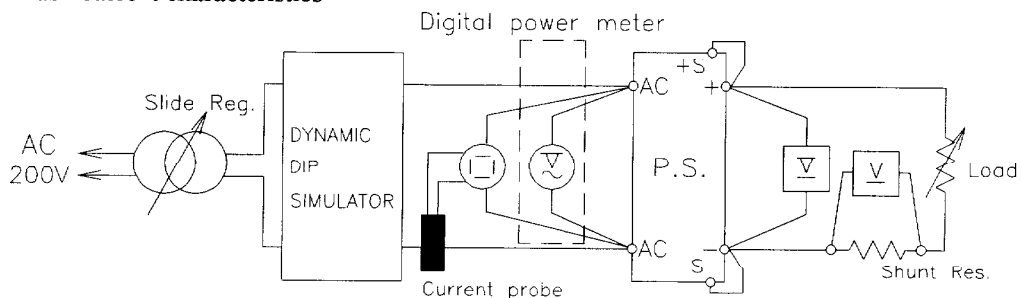 Digital power meter
+S
AC
+
Slide Reg.
AC
200V
DYNAMIC
DIP
SIMULATOR
V
P.S.
V
V
Load
AC
−
S
Shunt Res.
Current probe